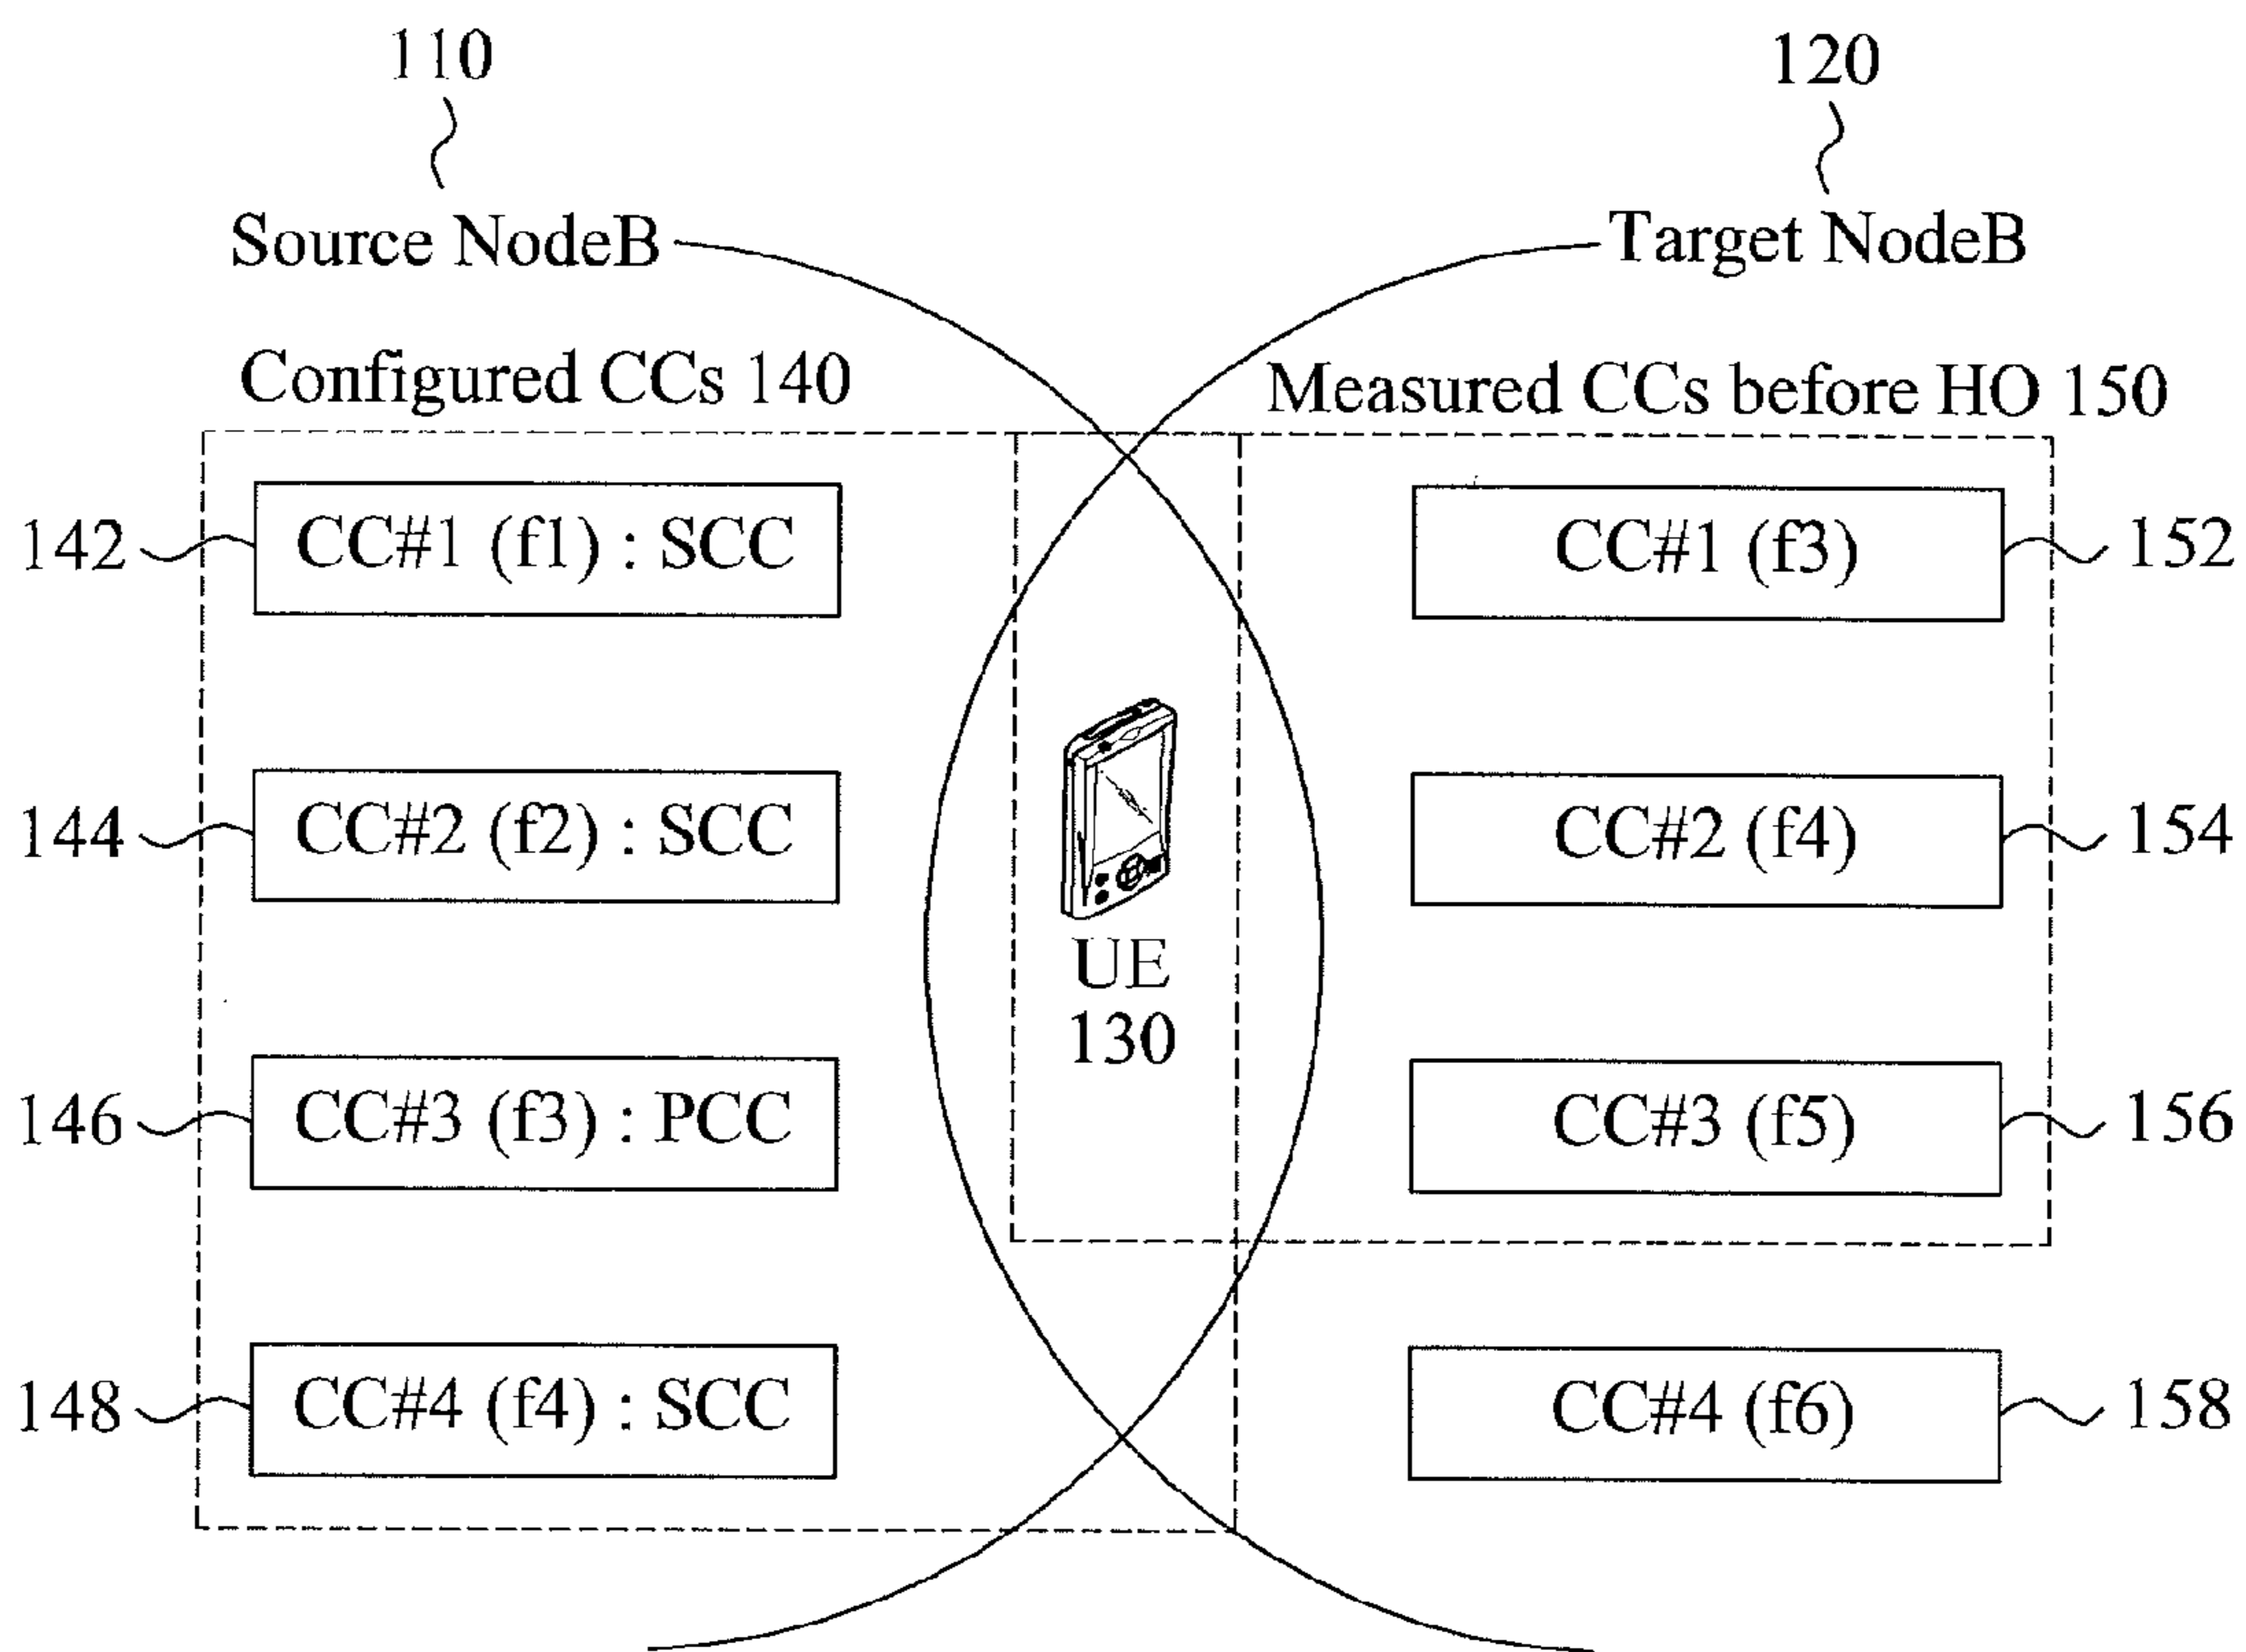 110
120
Source NodeB
Target NodeB
Configured CCs 140
Measured CCs before HO 150
142
CC#1 (f1) : SCC
CC#1 (f3)
152
144
CC#2 (f2) : SCC
CC#2 (f4)
154
UE
130
146
CC#3 (f3) : PCC
CC#3 (f5)
156
148
CC#4 (f4) : SCC
CC#4 (f6)
158